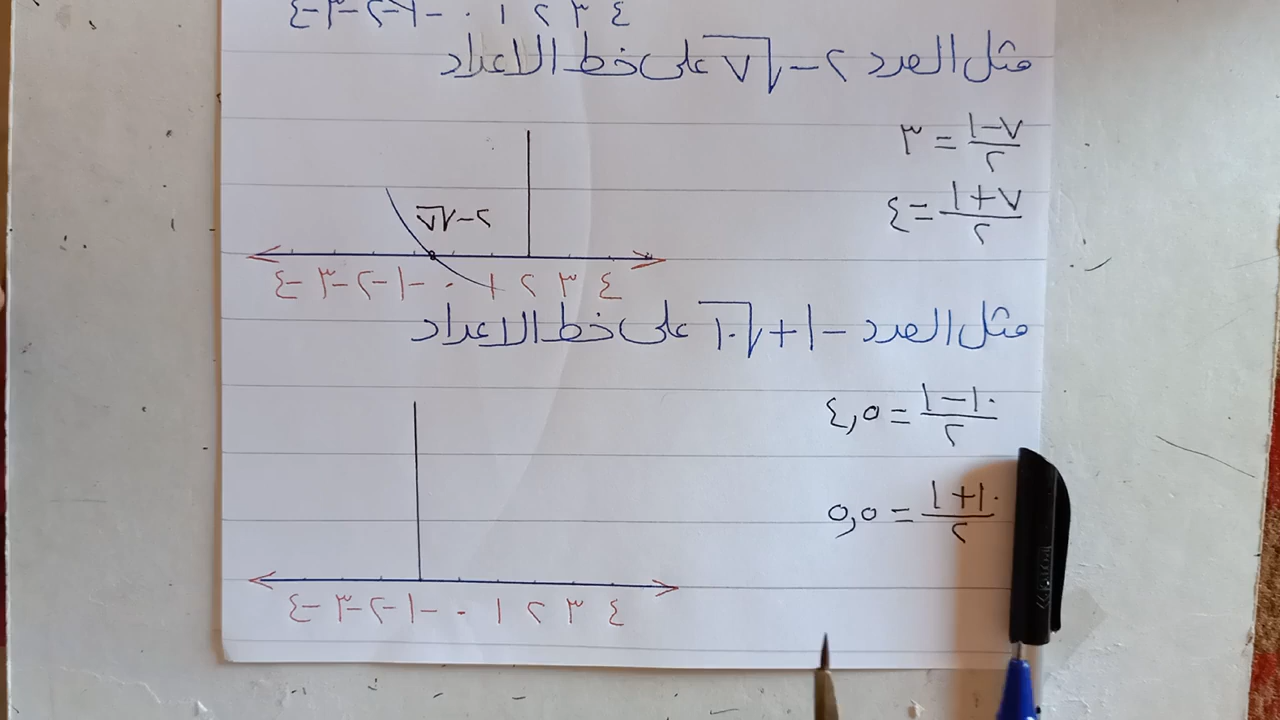 ٤ ٣ ٢ ١ ٠ -١ -٢ -٣ -٤
مثل العدد ٢ - √٧ على خط الاعداد
(٧ - ١)/٢ = ٣
(٧ + ١)/٢ = ٤
٢ - √٧
-٤ -٣ -٢ -١ ٠ ١ ٢ ٣ ٤
مثل العدد -١ + √١٠ على خط الاعداد
(١٠ - ١)/٢ = ٤,٥
(١٠ + ١)/٢ = ٥,٥
-٤ -٣ -٢ -١ ٠ ١ ٢ ٣ ٤